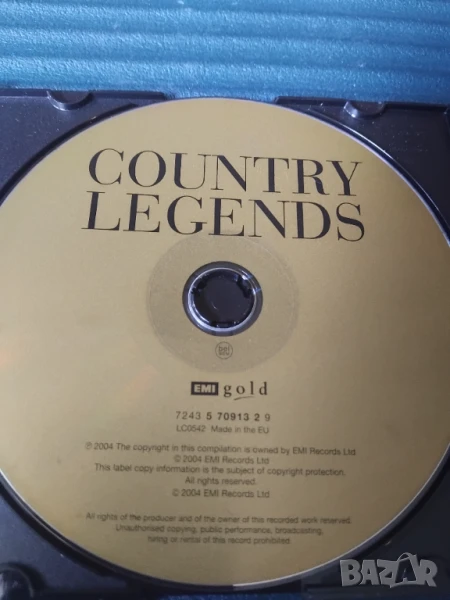 COUNTRY
LEGENDS
EMI gold
7243 5 70913 2 9
LC0542 Made in the EU
℗ 2004 The copyright in this compilation is owned by EMI Records Ltd
© 2004 EMI Records Ltd
This label copy information is the subject of copyright protection.
All rights reserved.
© 2004 EMI Records Ltd
All rights of the producer and of the owner of this recorded work reserved.
Unauthorised copying, public performance, broadcasting,
hiring or rental of this record prohibited.
BAZAR